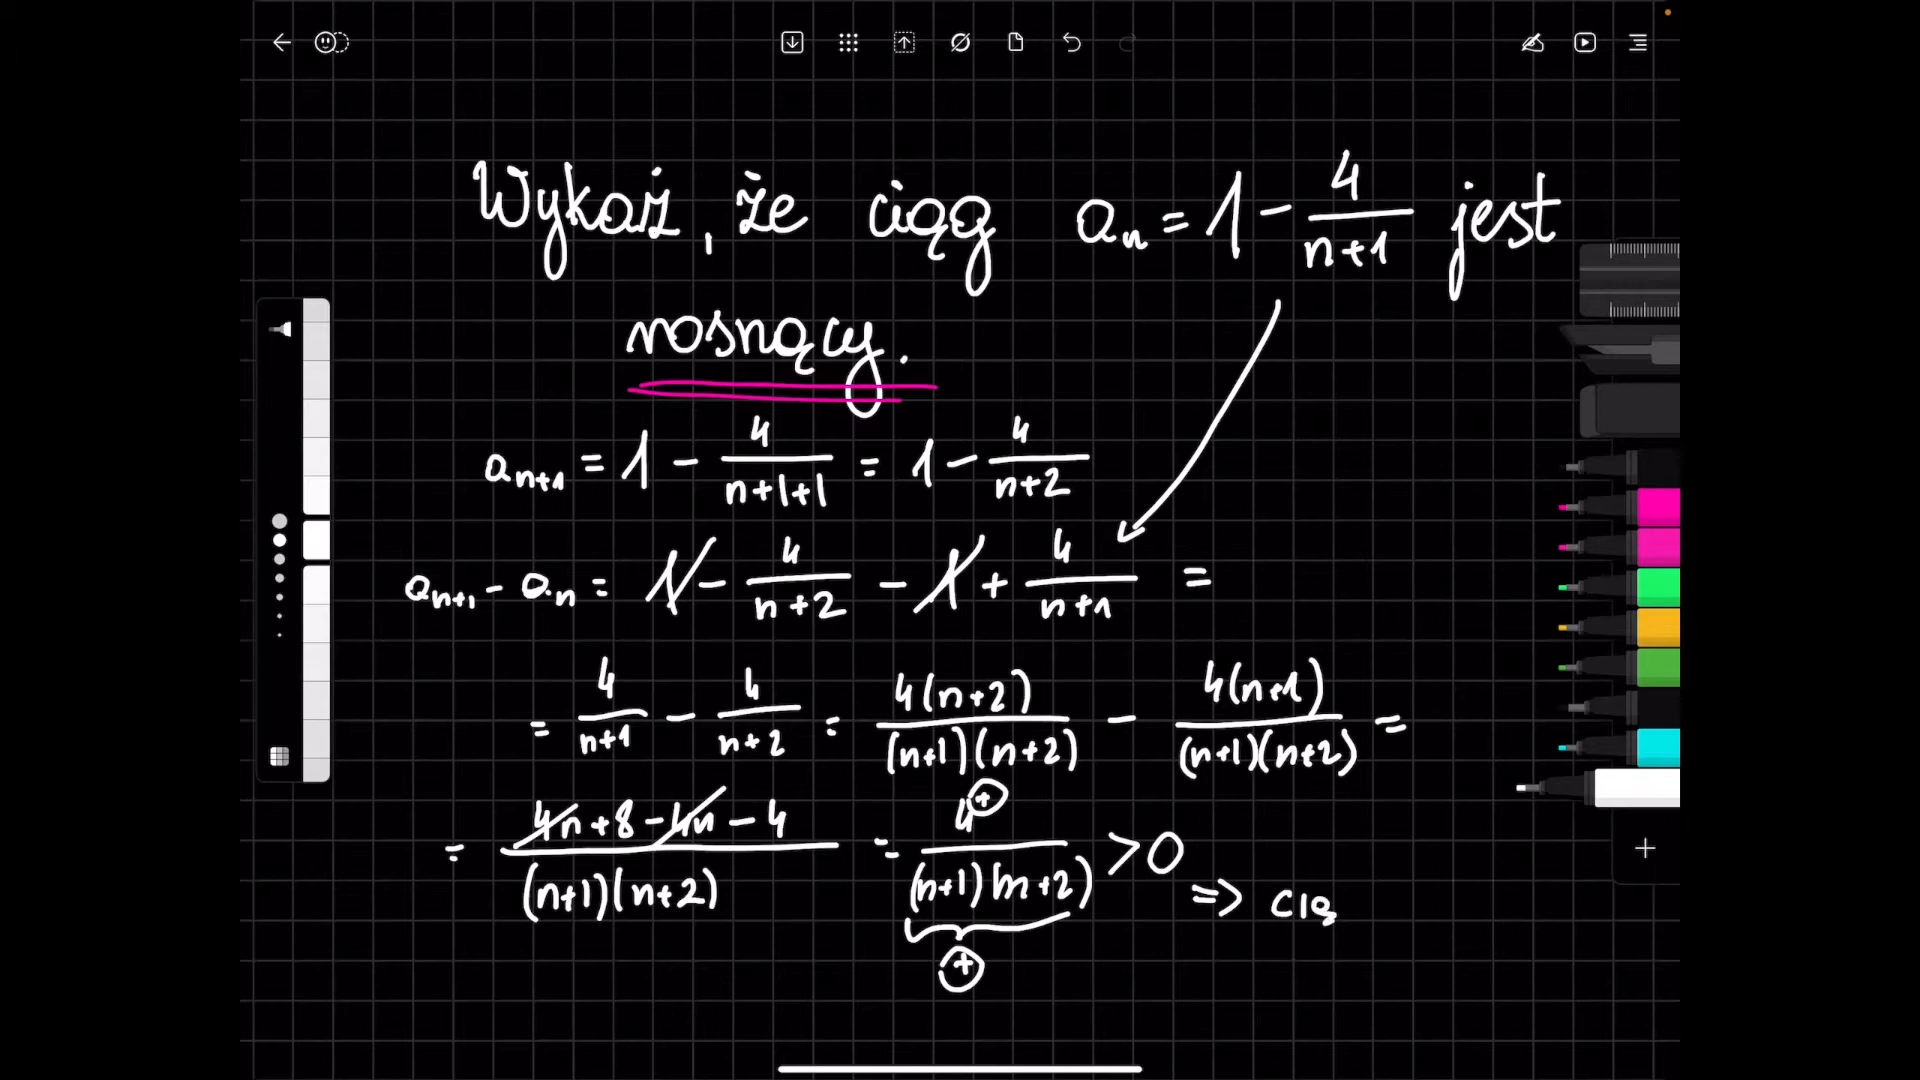 Wykaż, że ciąg aₙ = 1 - 4/(n+1) jest
rosnący.
aₙ₊₁ = 1 - 4/(n+1+1) = 1 - 4/(n+2)
aₙ₊₁ - aₙ = 1 - 4/(n+2) - 1 + 4/(n+1) =
= 4/(n+1) - 4/(n+2) = 4(n+2)/((n+1)(n+2)) - 4(n+1)/((n+1)(n+2)) =
= (4n+8-4n-4)/((n+1)(n+2)) = 4/((n+1)(n+2)) > 0
⊕ ⊕
=> cią